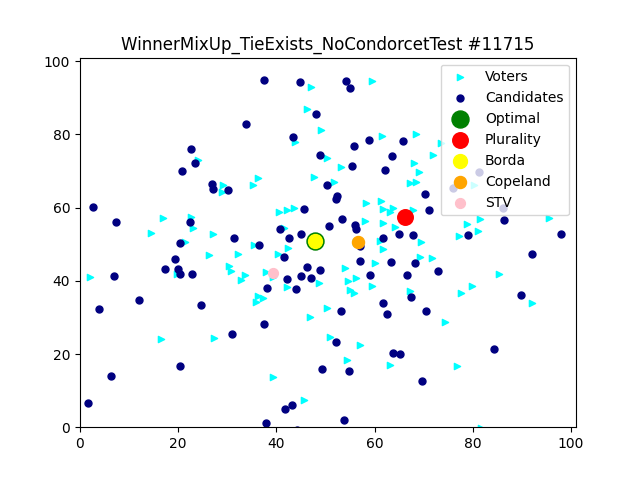 WinnerMixUp_TieExists_NoCondorcetTest #11715
100
80
60
40
20
0
0
20
40
60
80
100
Voters
Candidates
Optimal
Plurality
Borda
Copeland
STV